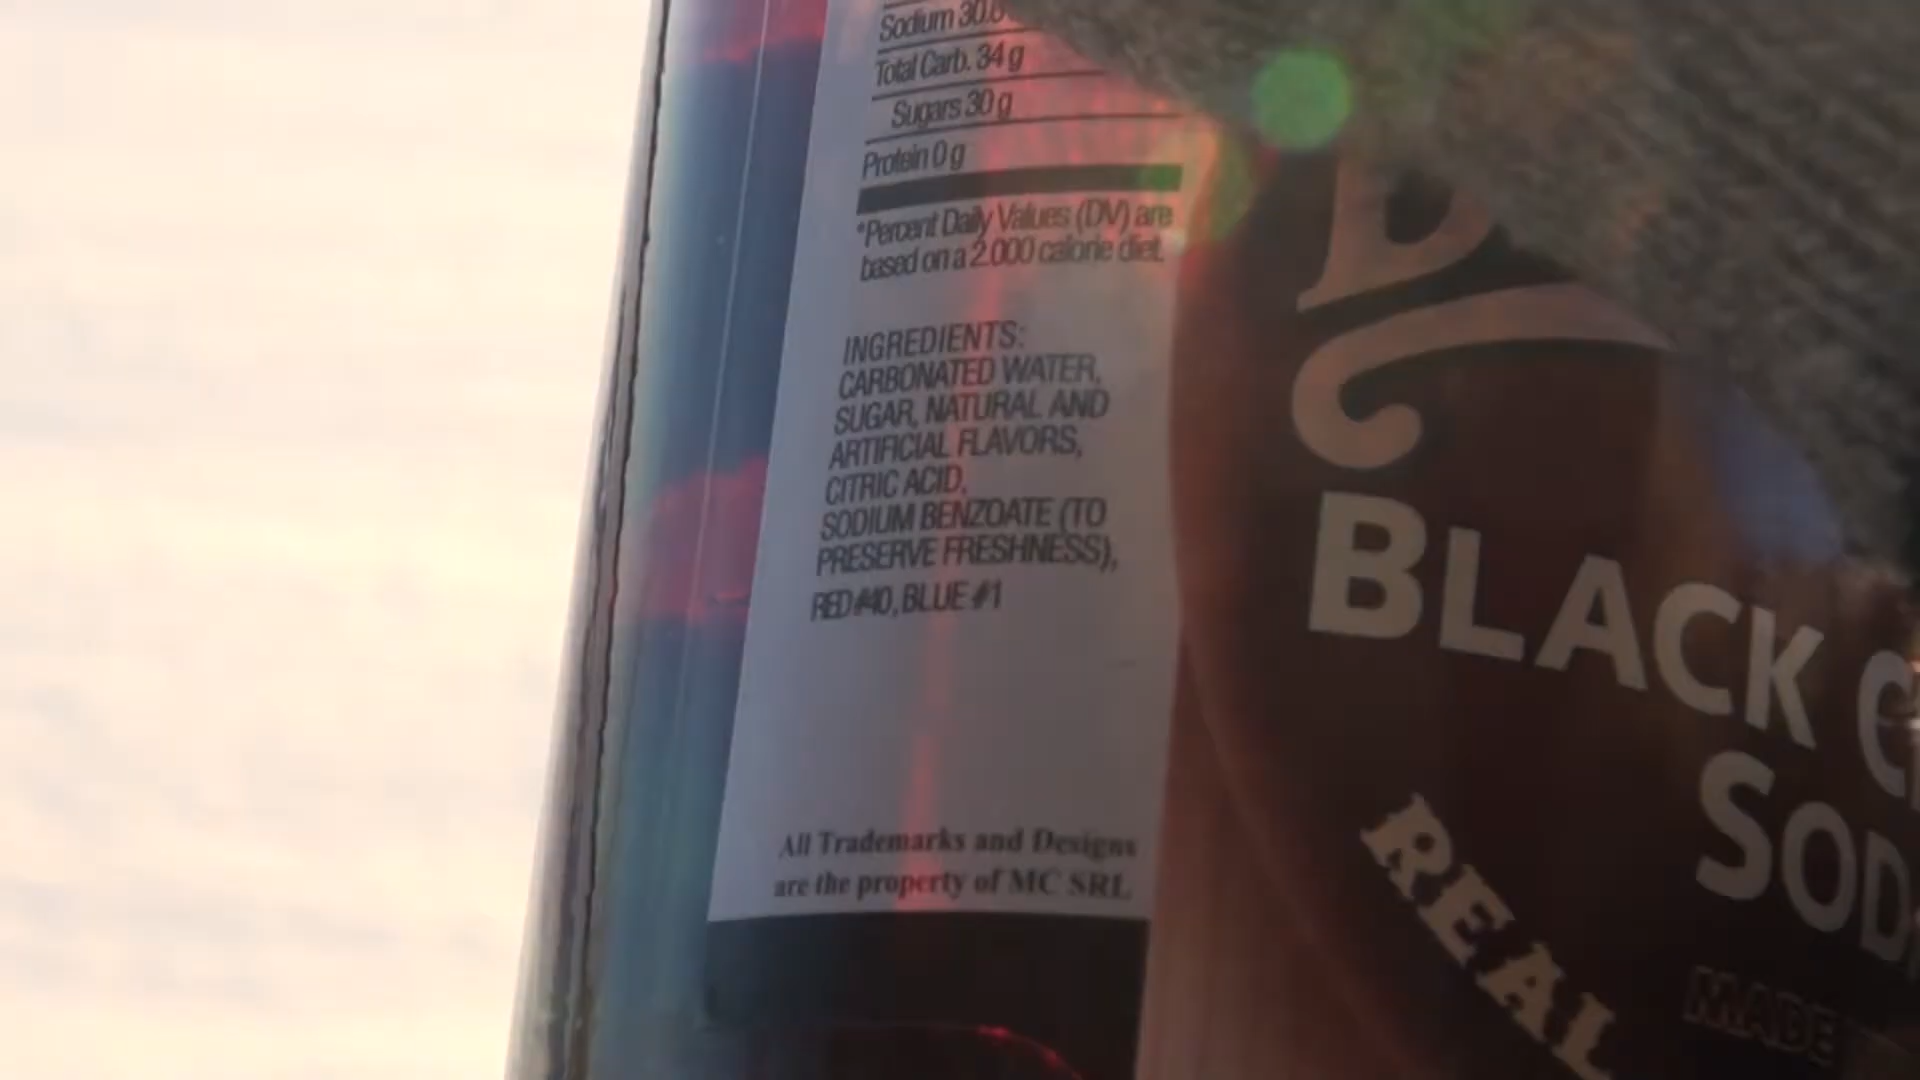 Sodium 30.0
Total Carb. 34 g
Sugars 30 g
Protein 0 g
*Percent Daily Values (DV) are
based on a 2.000 calorie diet.
INGREDIENTS:
CARBONATED WATER,
SUGAR, NATURAL AND
ARTIFICIAL FLAVORS,
CITRIC ACID,
SODIUM BENZOATE (TO
PRESERVE FRESHNESS),
RED #40, BLUE #1
All Trademarks and Designs
are the property of MC SRL
BLACK
SOD
REAL
MADE